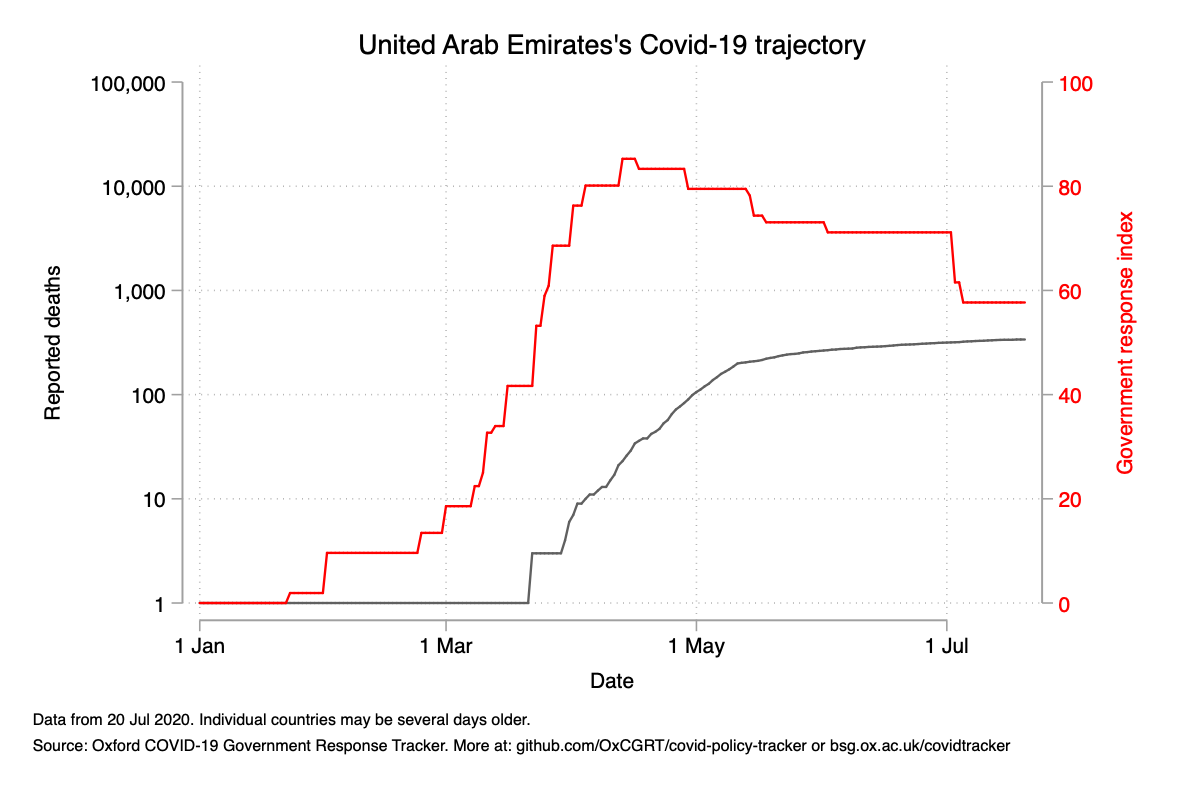 United Arab Emirates's Covid-19 trajectory
100,000
10,000
1,000
100
10
1
Reported deaths
100
80
60
40
20
0
Government response index
1 Jan
1 Mar
1 May
1 Jul
Date
Data from 20 Jul 2020. Individual countries may be several days older.
Source: Oxford COVID-19 Government Response Tracker. More at: github.com/OxCGRT/covid-policy-tracker or bsg.ox.ac.uk/covidtracker